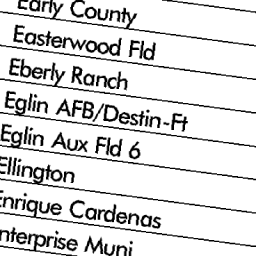 Early County
Easterwood Fld
Eberly Ranch
Eglin AFB/Destin-Ft
Eglin Aux Fld 6
Ellington
Enrique Cardenas
Enterprise Muni